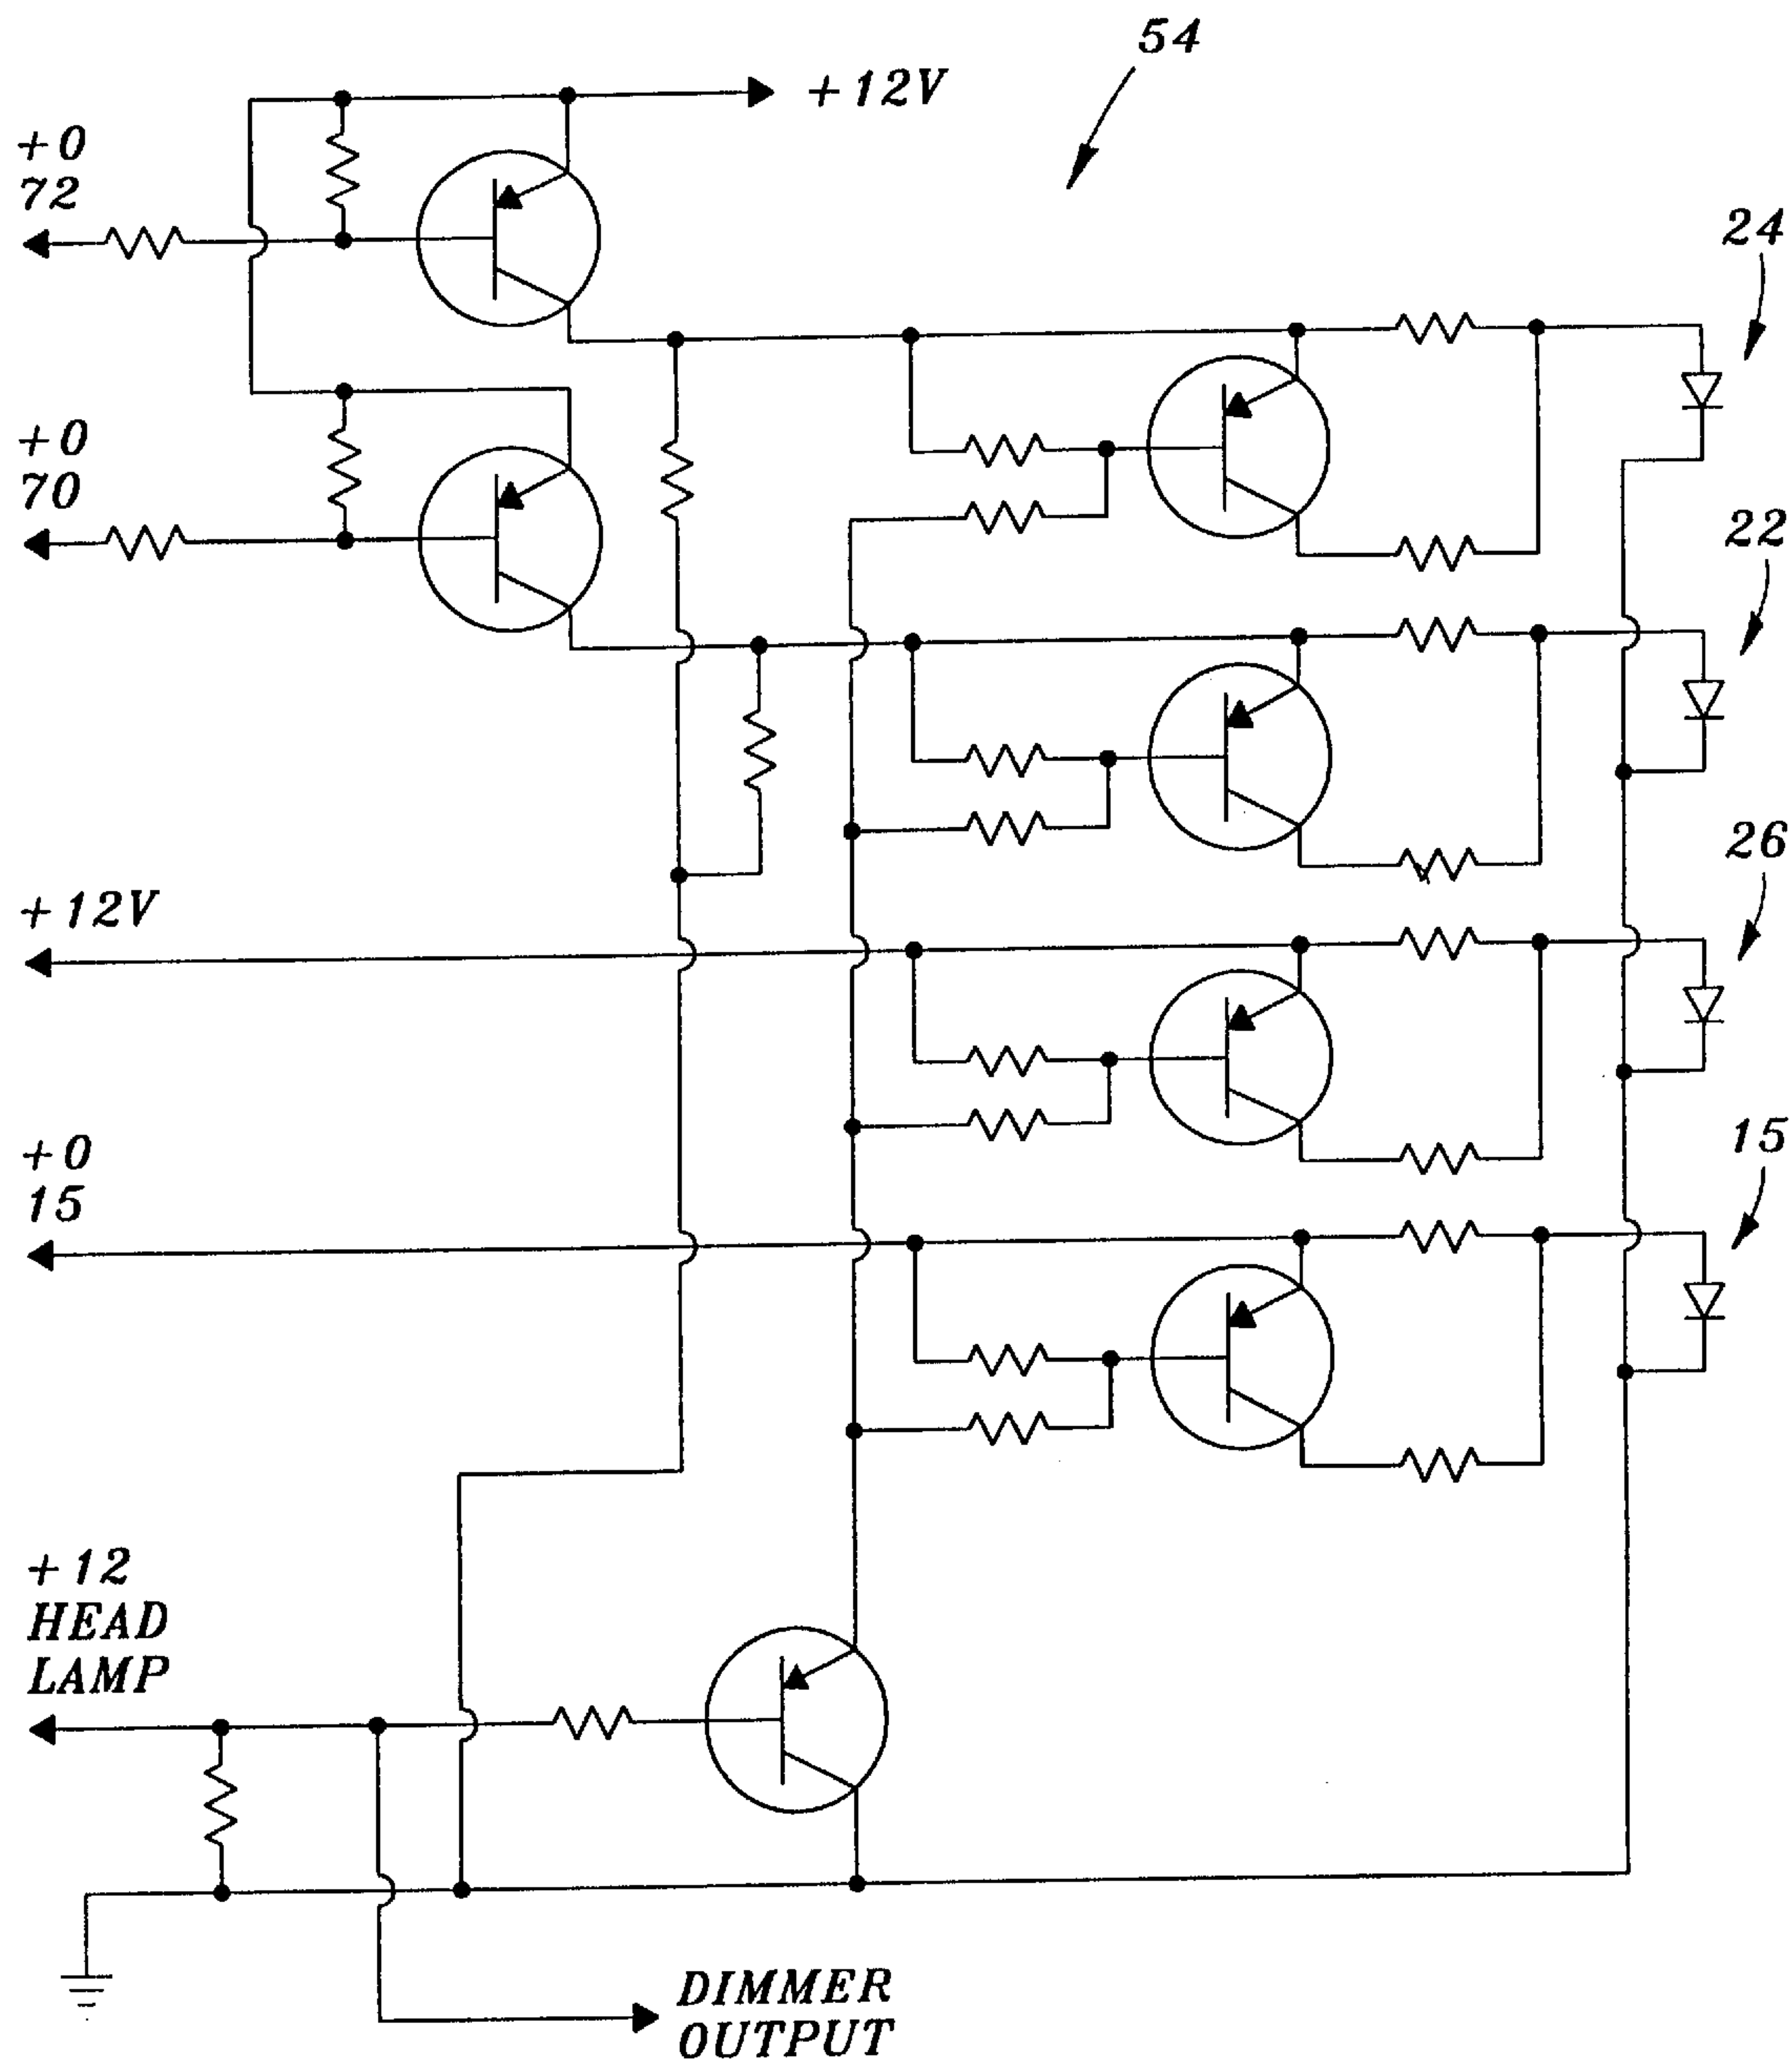 54
+12V
+0
72
24
+0
70
22
26
+12V
+0
15
15
+12
HEAD
LAMP
DIMMER
OUTPUT